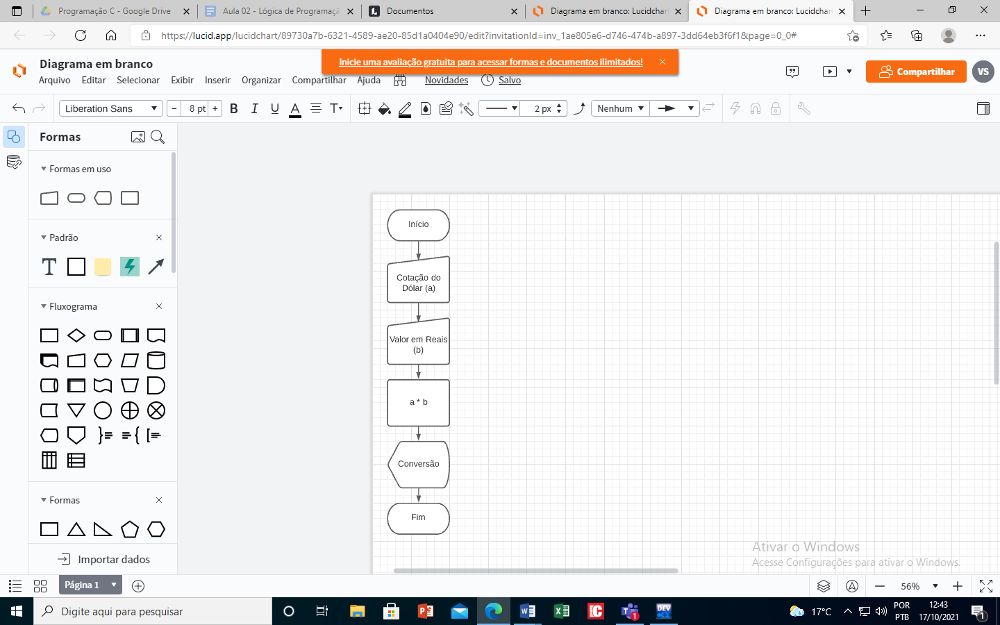 Programação C - Google Drive
Aula 02 - Lógica de Programaçã
Documentos
Diagrama em branco: Lucidchart
Diagrama em branco: Lucidchart
https://lucid.app/lucidchart/89730a7b-6321-4589-ae20-85d1a0404e90/edit?invitationId=inv_1ae805e6-d746-474b-a897-3dd64eb3f6f1&page=0_0#
Inicie uma avaliação gratuita para acessar formas e documentos ilimitados!
Diagrama em branco
Arquivo Editar Selecionar Exibir Inserir Organizar Compartilhar Ajuda Novidades Salvo
Compartilhar
VS
Liberation Sans
8 pt
B I U A T
2 px
Nenhum
Formas
Formas em uso
Padrão
T
Fluxograma
Formas
Importar dados
Início
Cotação do
Dólar (a)
Valor em Reais
(b)
a * b
Conversão
Fim
Ativar o Windows
Acesse Configurações para ativar o Windows.
Página 1
56%
Digite aqui para pesquisar
1
DEV
17°C
POR
PTB
12:43
17/10/2021
1